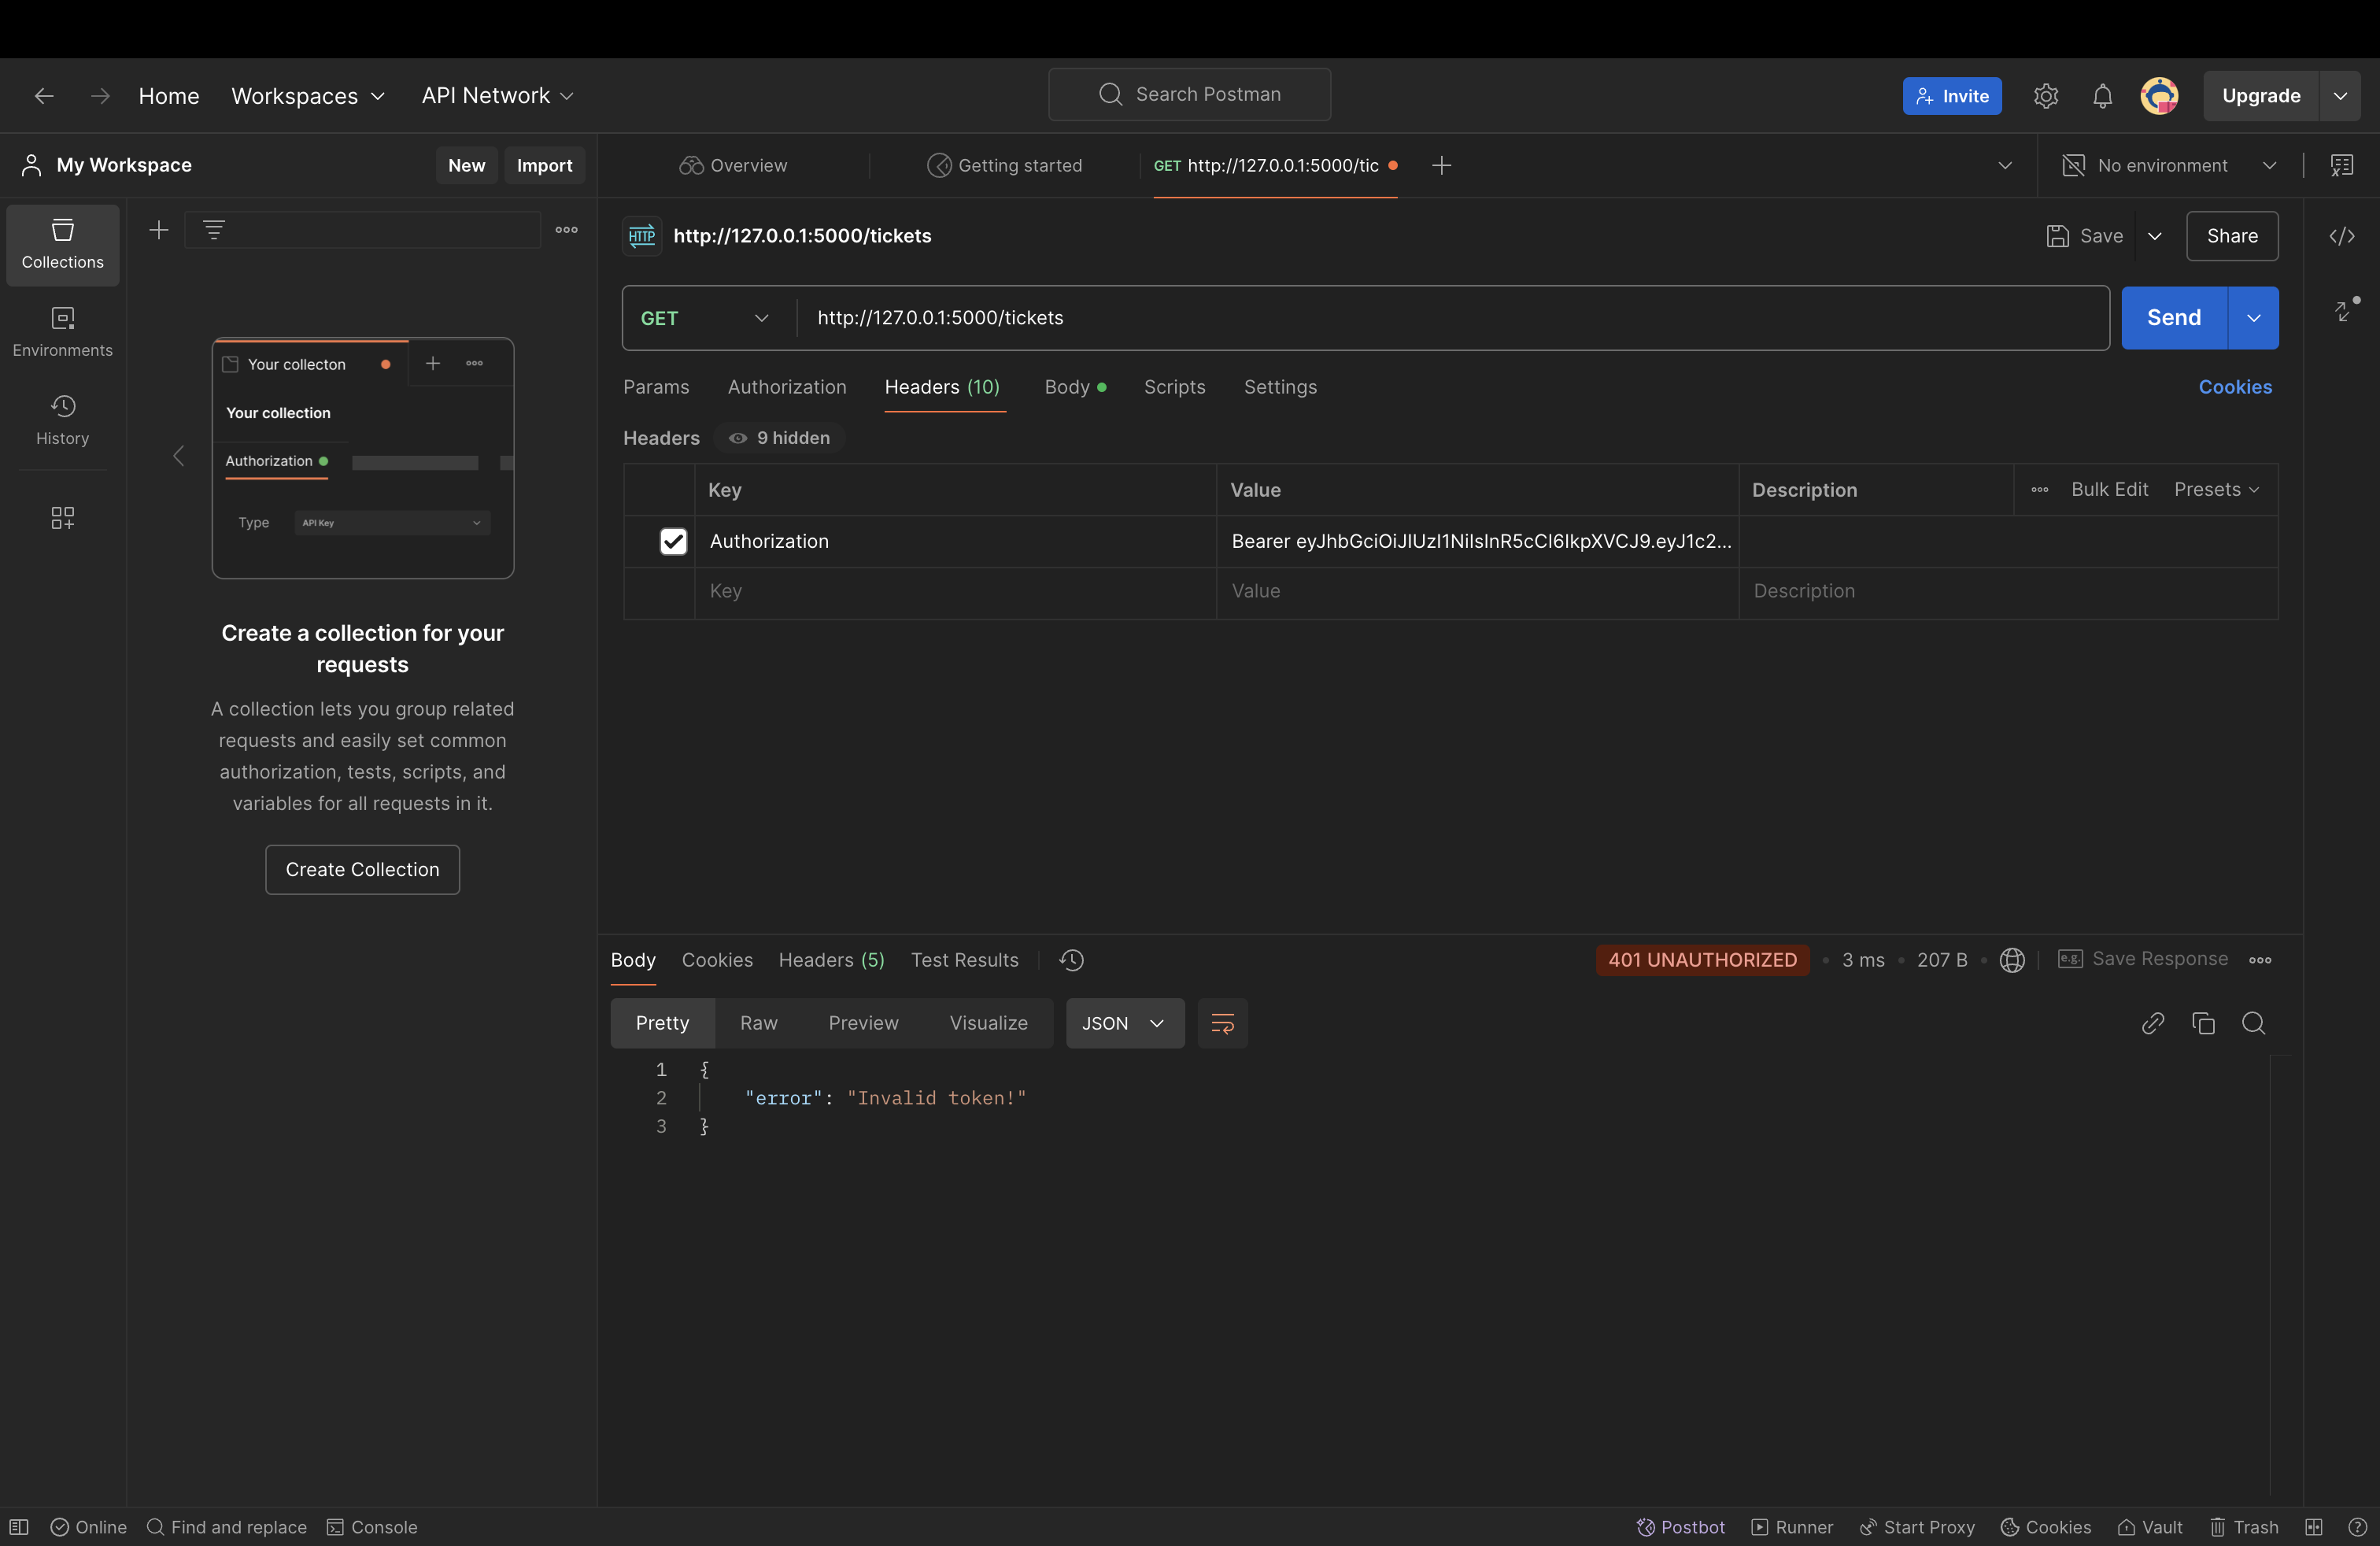 Home Workspaces API Network Search Postman Invite Upgrade
My Workspace New Import Overview Getting started GET http://127.0.0.1:5000/tic No environment
Collections
Environments
History
Your collecton
Your collection
Authorization
Type API Key
Create a collection for your
requests
A collection lets you group related
requests and easily set common
authorization, tests, scripts, and
variables for all requests in it.
Create Collection
HTTP http://127.0.0.1:5000/tickets Save Share
GET http://127.0.0.1:5000/tickets Send
Params Authorization Headers (10) Body Scripts Settings Cookies
Headers 9 hidden
Key Value Description Bulk Edit Presets
Authorization Bearer eyJhbGciOiJIUzI1NiIsInR5cCI6IkpXVCJ9.eyJ1c2...
Key Value Description
Body Cookies Headers (5) Test Results 401 UNAUTHORIZED 3 ms 207 B e.g. Save Response
Pretty Raw Preview Visualize JSON
1 {
2 "error": "Invalid token!"
3 }
Online Find and replace Console Postbot Runner Start Proxy Cookies Vault Trash